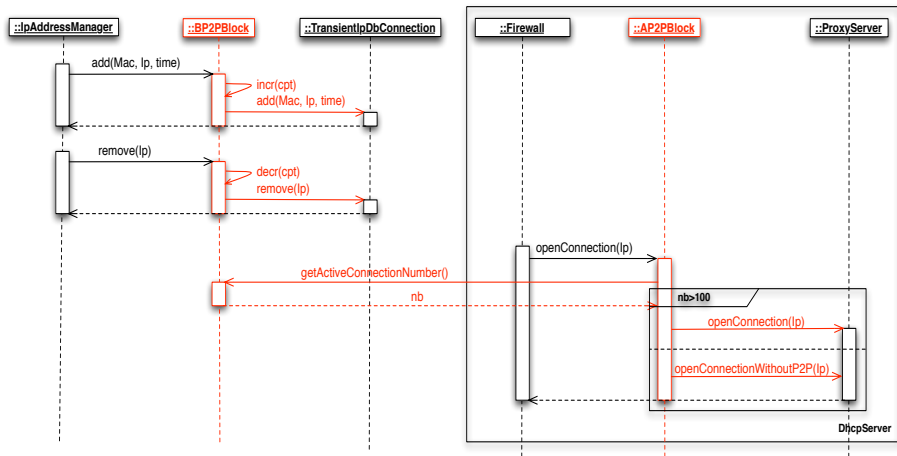 ::IpAddressManager
::BP2PBlock
::TransientIpDbConnection
::Firewall
::AP2PBlock
::ProxyServer
add(Mac, Ip, time)
incr(cpt)
add(Mac, Ip, time)
remove(Ip)
decr(cpt)
remove(Ip)
openConnection(Ip)
getActiveConnectionNumber()
nb
nb>100
openConnection(Ip)
openConnectionWithoutP2P(Ip)
DhcpServer